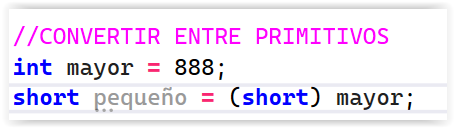 //CONVERTIR ENTRE PRIMITIVOS
int mayor = 888;
short pequeño = (short) mayor;